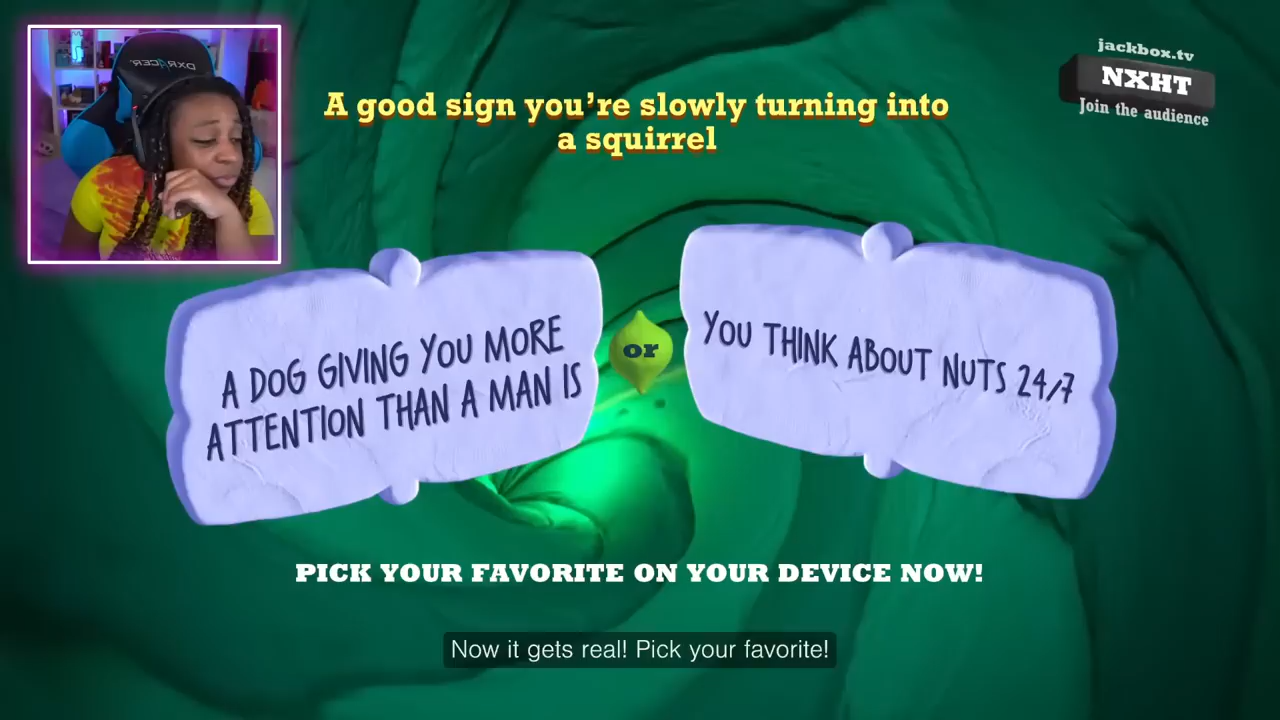 DXRACER
jackbox.tv
NXHT
Join the audience
A good sign you're slowly turning into
a squirrel
A DOG GIVING YOU MORE
ATTENTION THAN A MAN IS
or
YOU THINK ABOUT NUTS 24/7
PICK YOUR FAVORITE ON YOUR DEVICE NOW!
Now it gets real! Pick your favorite!